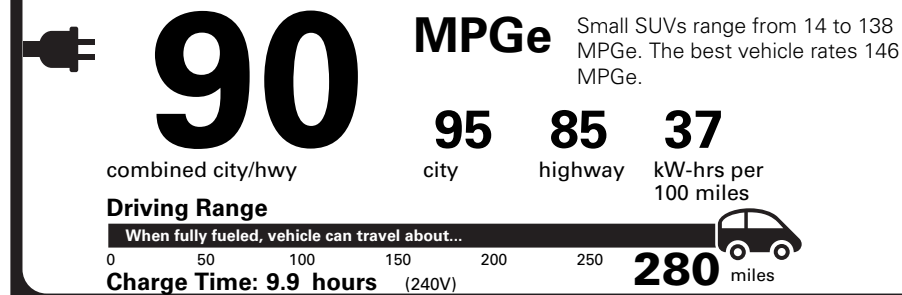 90
MPGe
Small SUVs range from 14 to 138
MPGe. The best vehicle rates 146
MPGe.
combined city/hwy
95
city
85
highway
37
kW-hrs per
100 miles
Driving Range
When fully fueled, vehicle can travel about...
0 50 100 150 200 250 280 miles
Charge Time: 9.9 hours (240V)